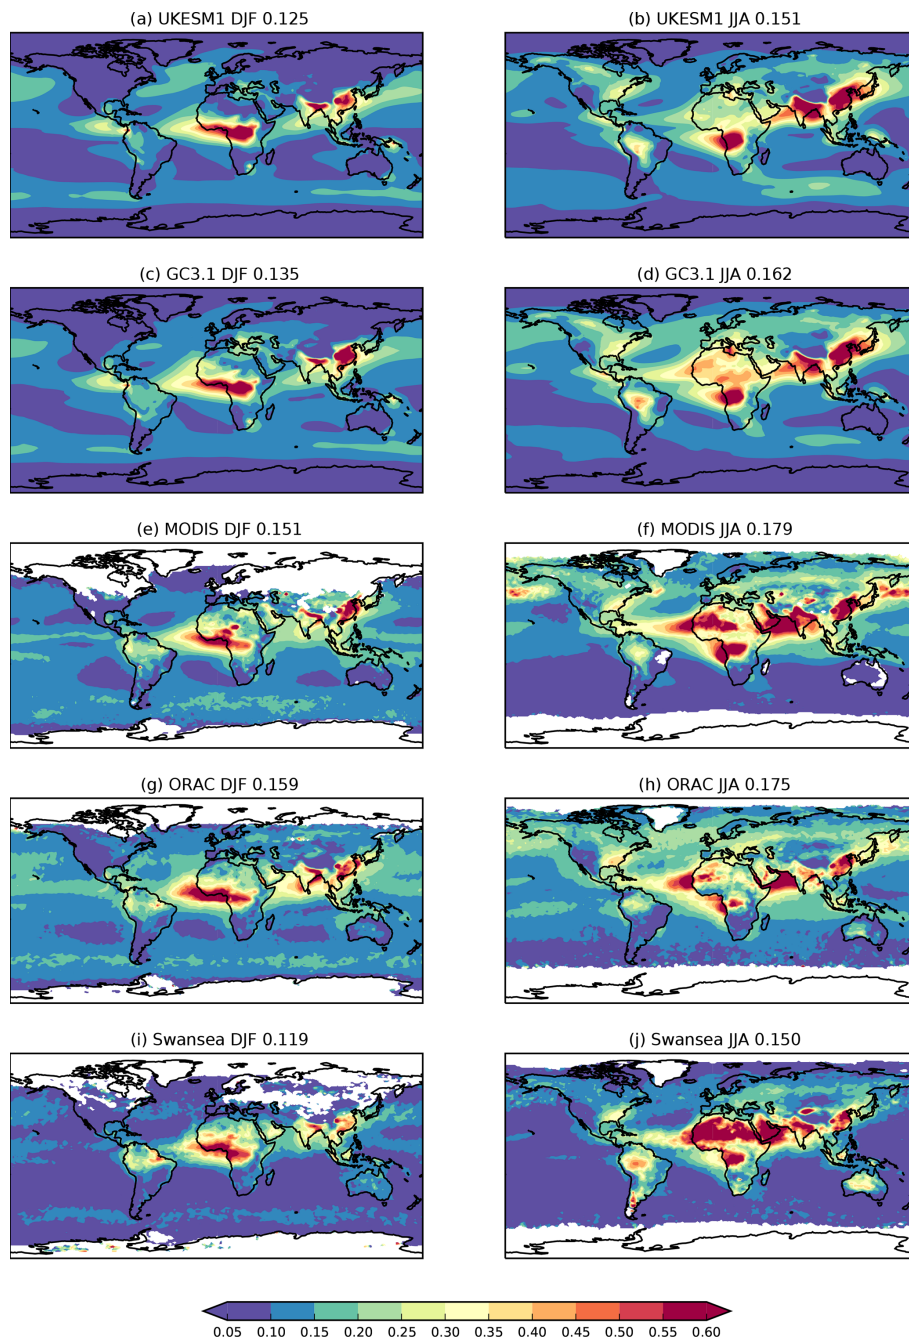 (a) UKESM1 DJF 0.125
(b) UKESM1 JJA 0.151
(c) GC3.1 DJF 0.135
(d) GC3.1 JJA 0.162
(e) MODIS DJF 0.151
(f) MODIS JJA 0.179
(g) ORAC DJF 0.159
(h) ORAC JJA 0.175
(i) Swansea DJF 0.119
(j) Swansea JJA 0.150
0.05 0.10 0.15 0.20 0.25 0.30 0.35 0.40 0.45 0.50 0.55 0.60